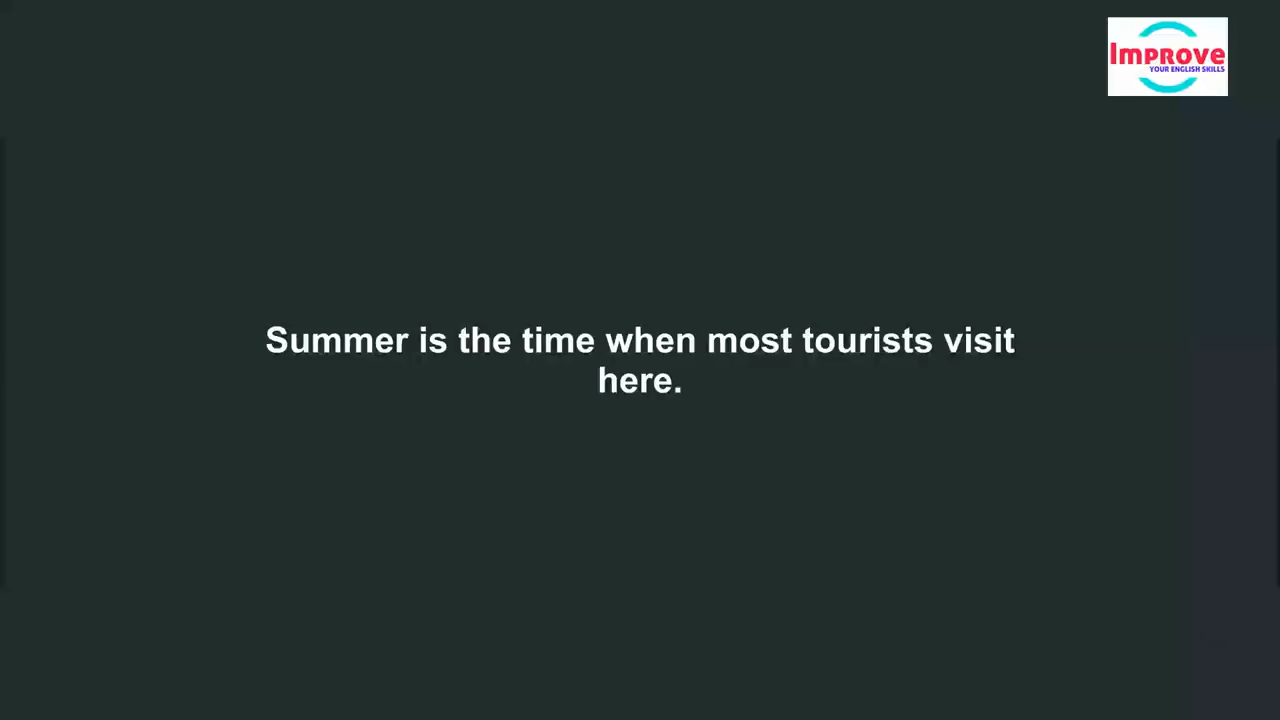 Improve
YOUR ENGLISH SKILLS
Summer is the time when most tourists visit
here.